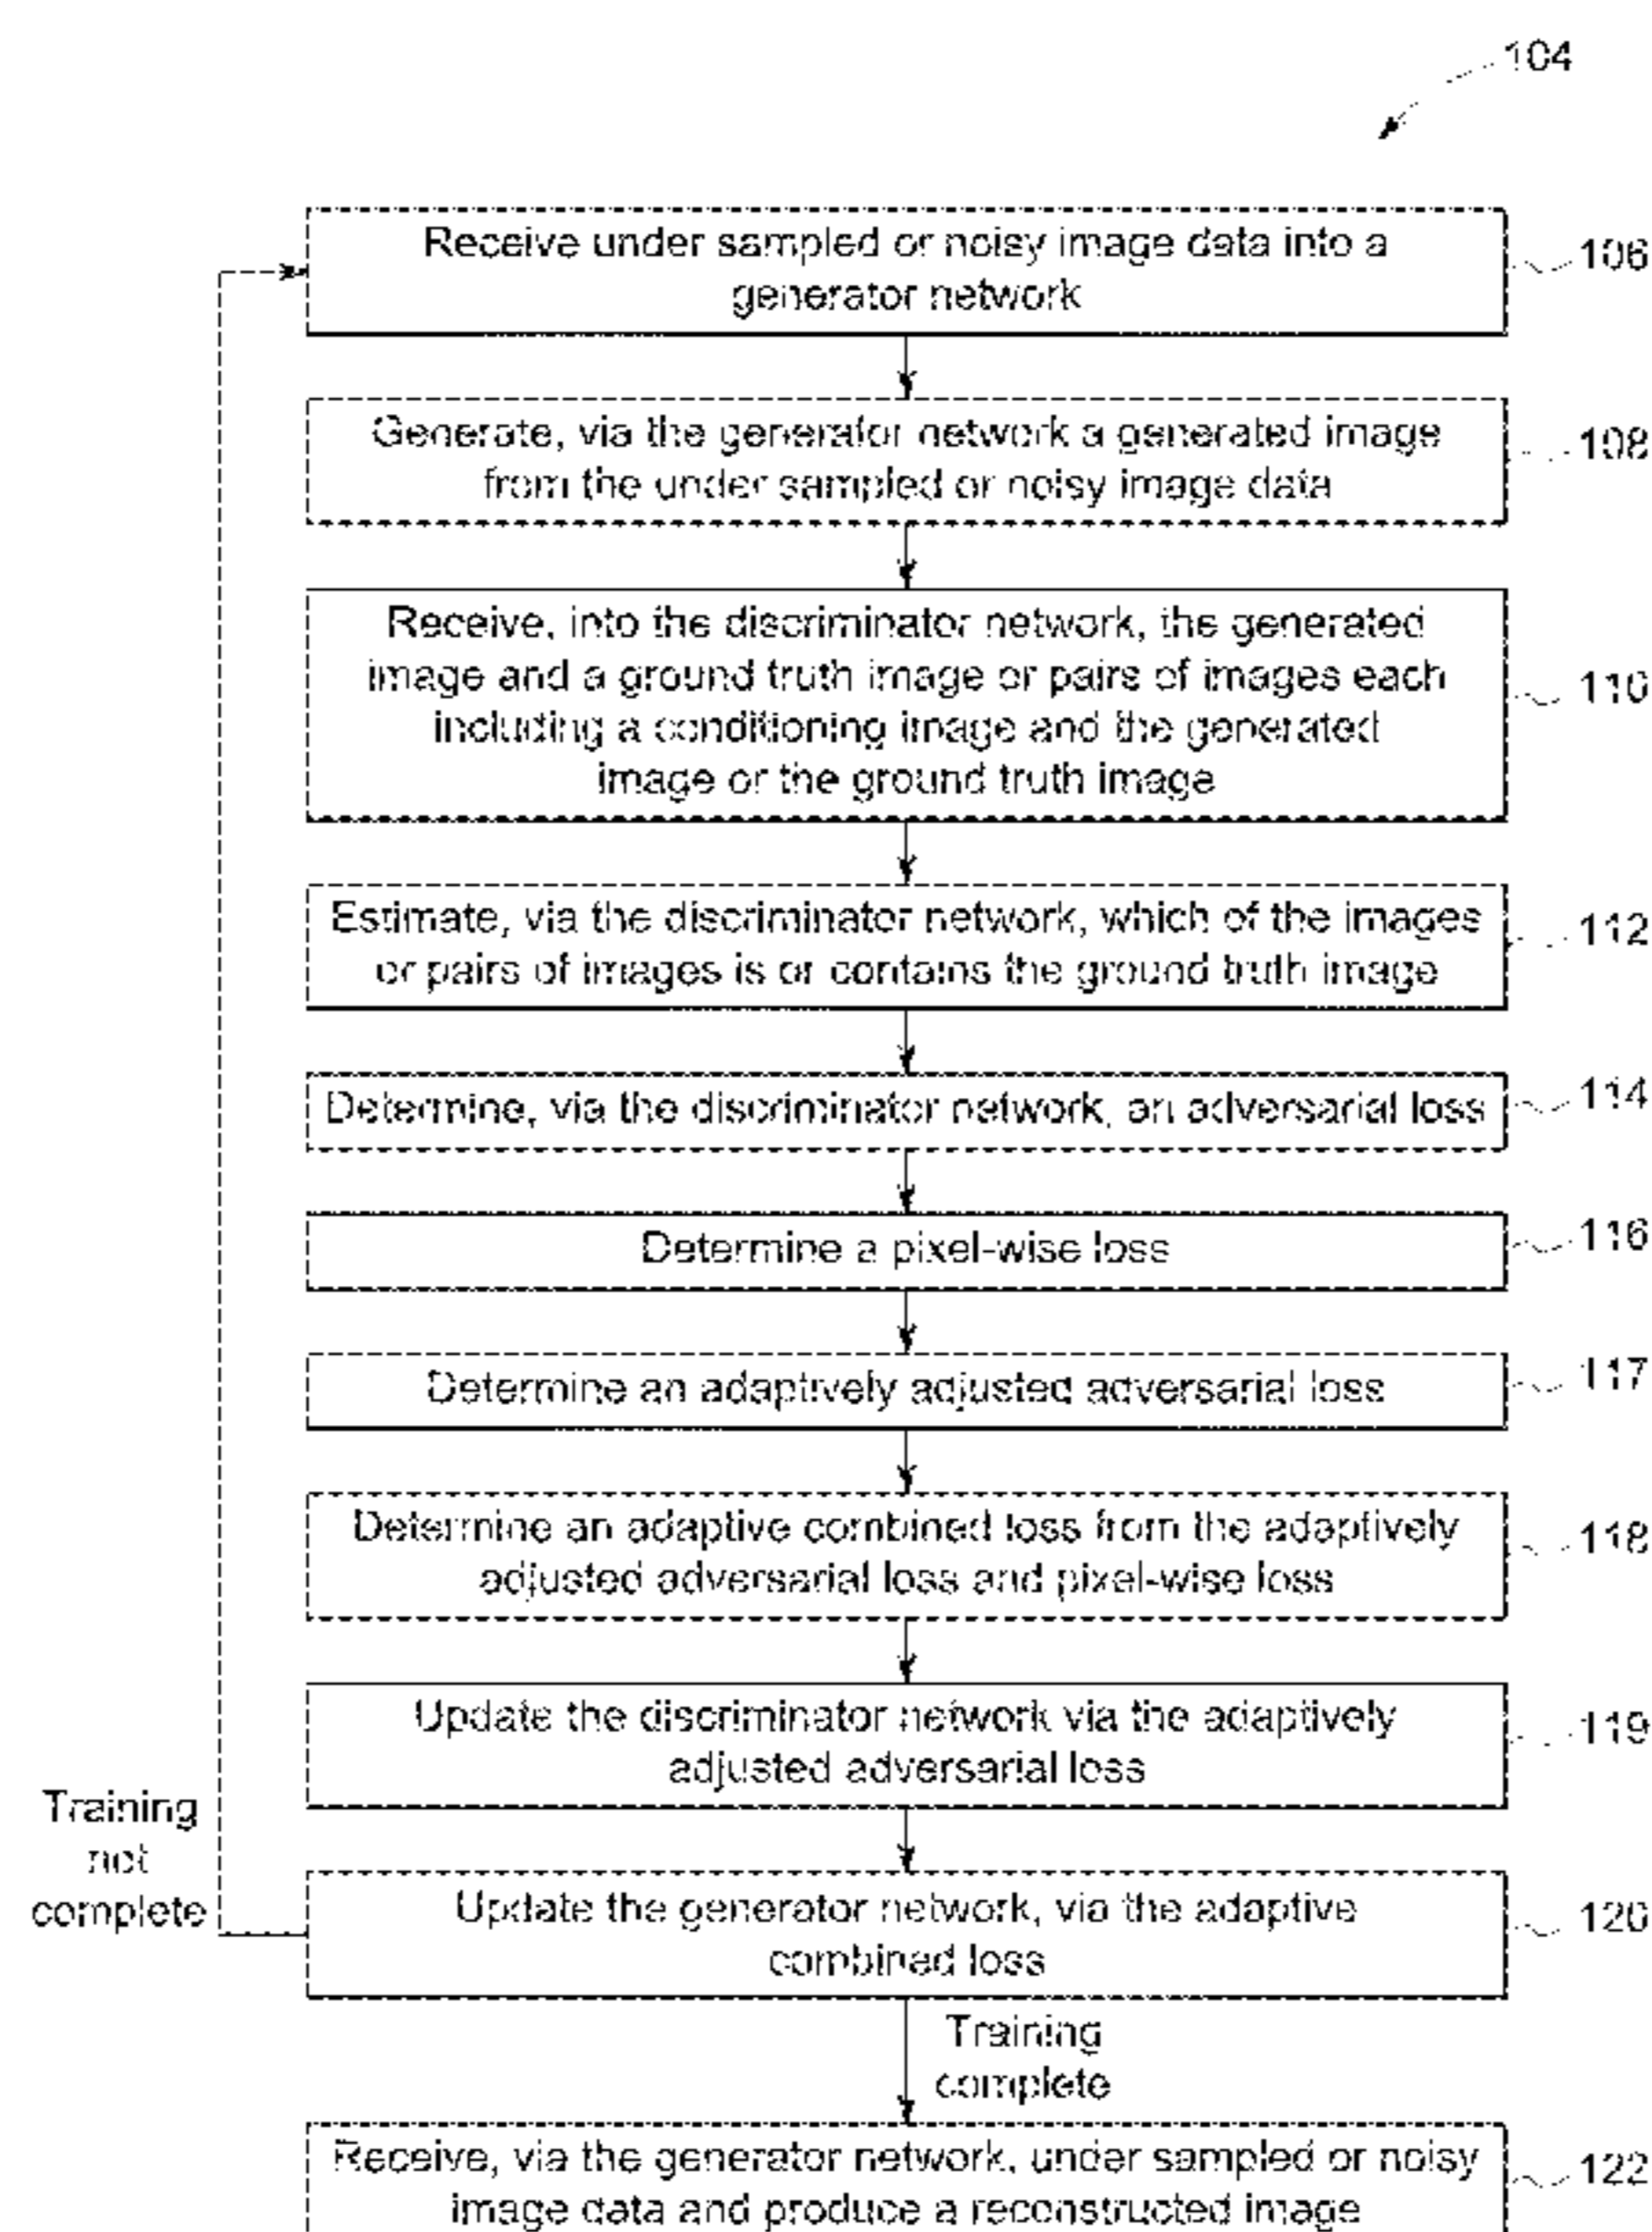 104
Receive under sampled or noisy image data into a
generator network
106
Generate, via the generator network a generated image
from the under sampled or noisy image data
108
Receive, into the discriminator network, the generated
image and a ground truth image or pairs of images each
including a conditioning image and the generated
image or the ground truth image
110
Estimate, via the discriminator network, which of the images
or pairs of images is or contains the ground truth image
112
Determine, via the discriminator network, an adversarial loss
114
Determine a pixel-wise loss
116
Determine an adaptively adjusted adversarial loss
117
Determine an adaptive combined loss from the adaptively
adjusted adversarial loss and pixel-wise loss
118
Update the discriminator network via the adaptively
adjusted adversarial loss
119
Training
not
complete
Update the generator network, via the adaptive
combined loss
120
Training
complete
Receive, via the generator network, under sampled or noisy
image data and produce a reconstructed image
122